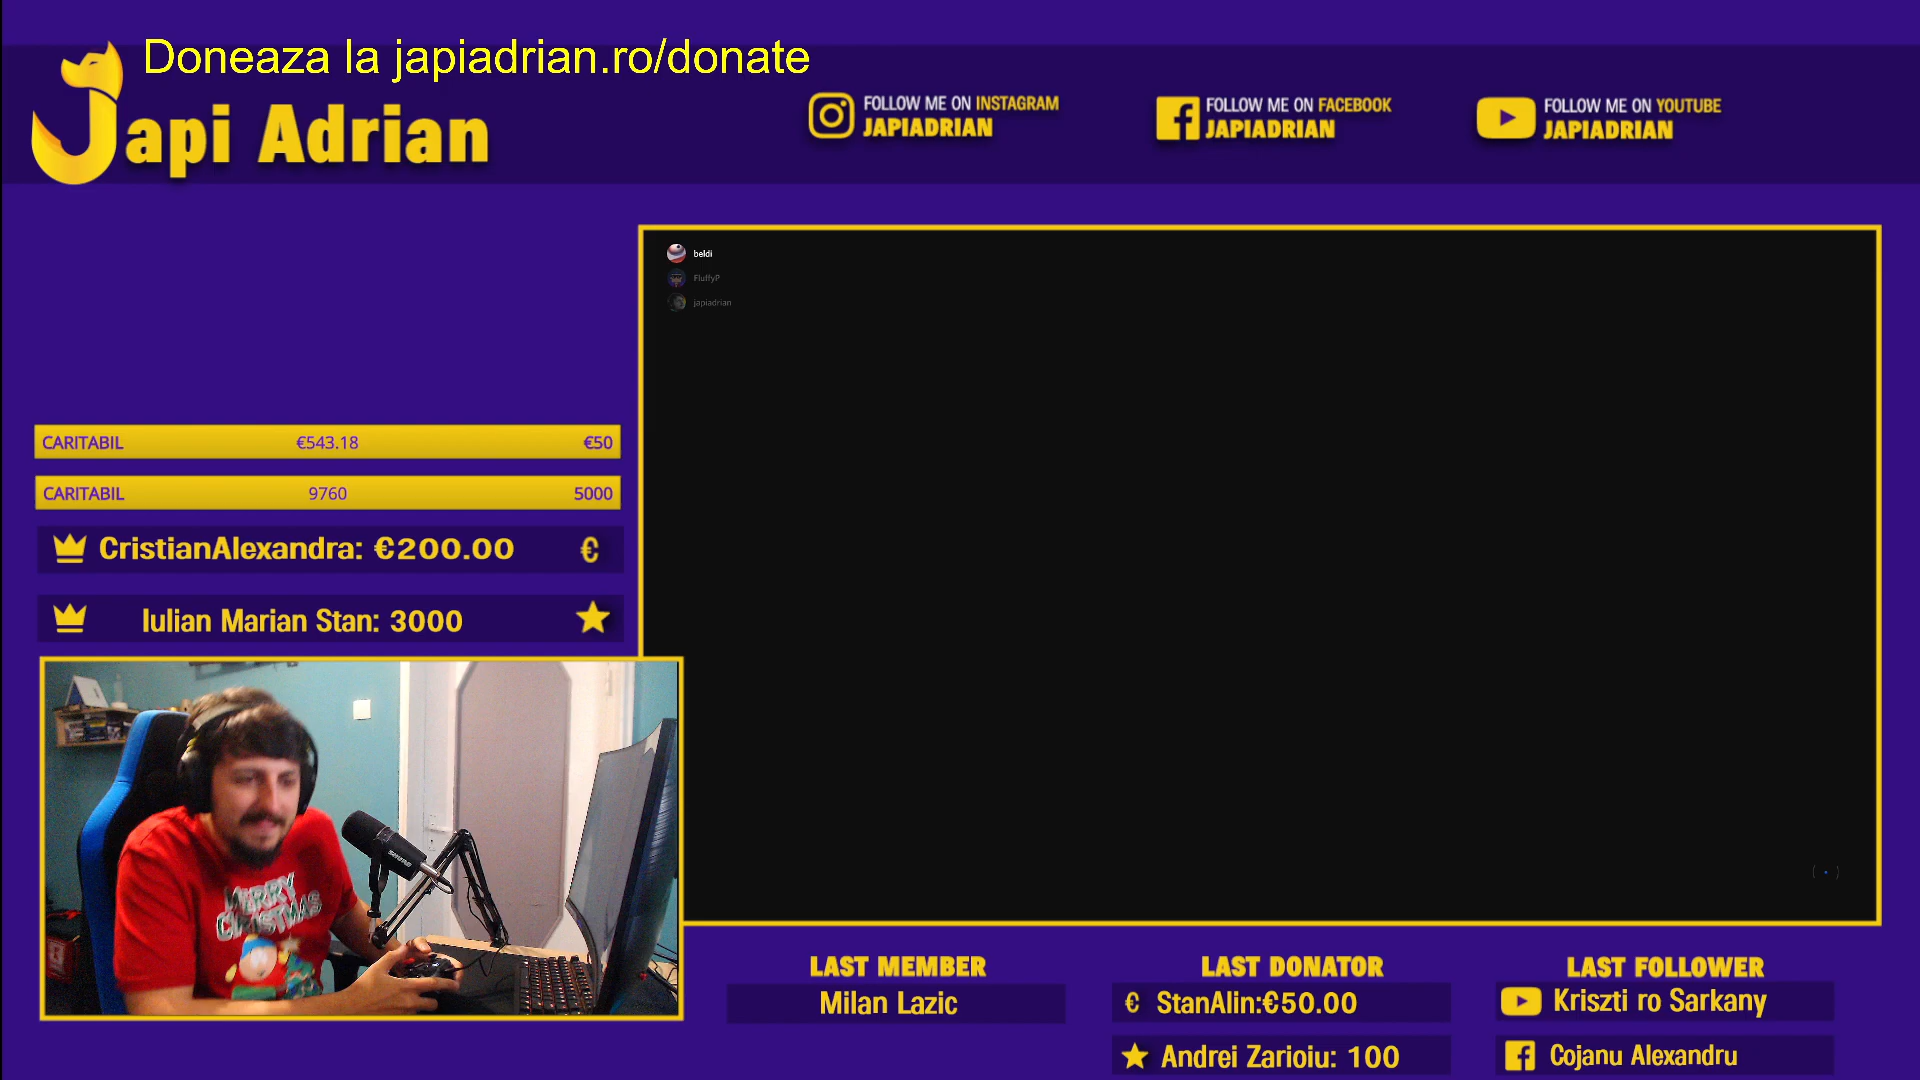 Doneaza la japiadrian.ro/donate
Japi Adrian
FOLLOW ME ON INSTAGRAM
JAPIADRIAN
FOLLOW ME ON FACEBOOK
JAPIADRIAN
FOLLOW ME ON YOUTUBE
JAPIADRIAN
beldi
FluffyP
japiadrian
CARITABIL €543.18 €50
CARITABIL 9760 5000
CristianAlexandra: €200.00 €
Iulian Marian Stan: 3000
MERRY
CHRISTMAS
SHURE
LAST MEMBER
Milan Lazic
LAST DONATOR
€ StanAlin:€50.00
Andrei Zarioiu: 100
LAST FOLLOWER
Kriszti ro Sarkany
Cojanu Alexandru